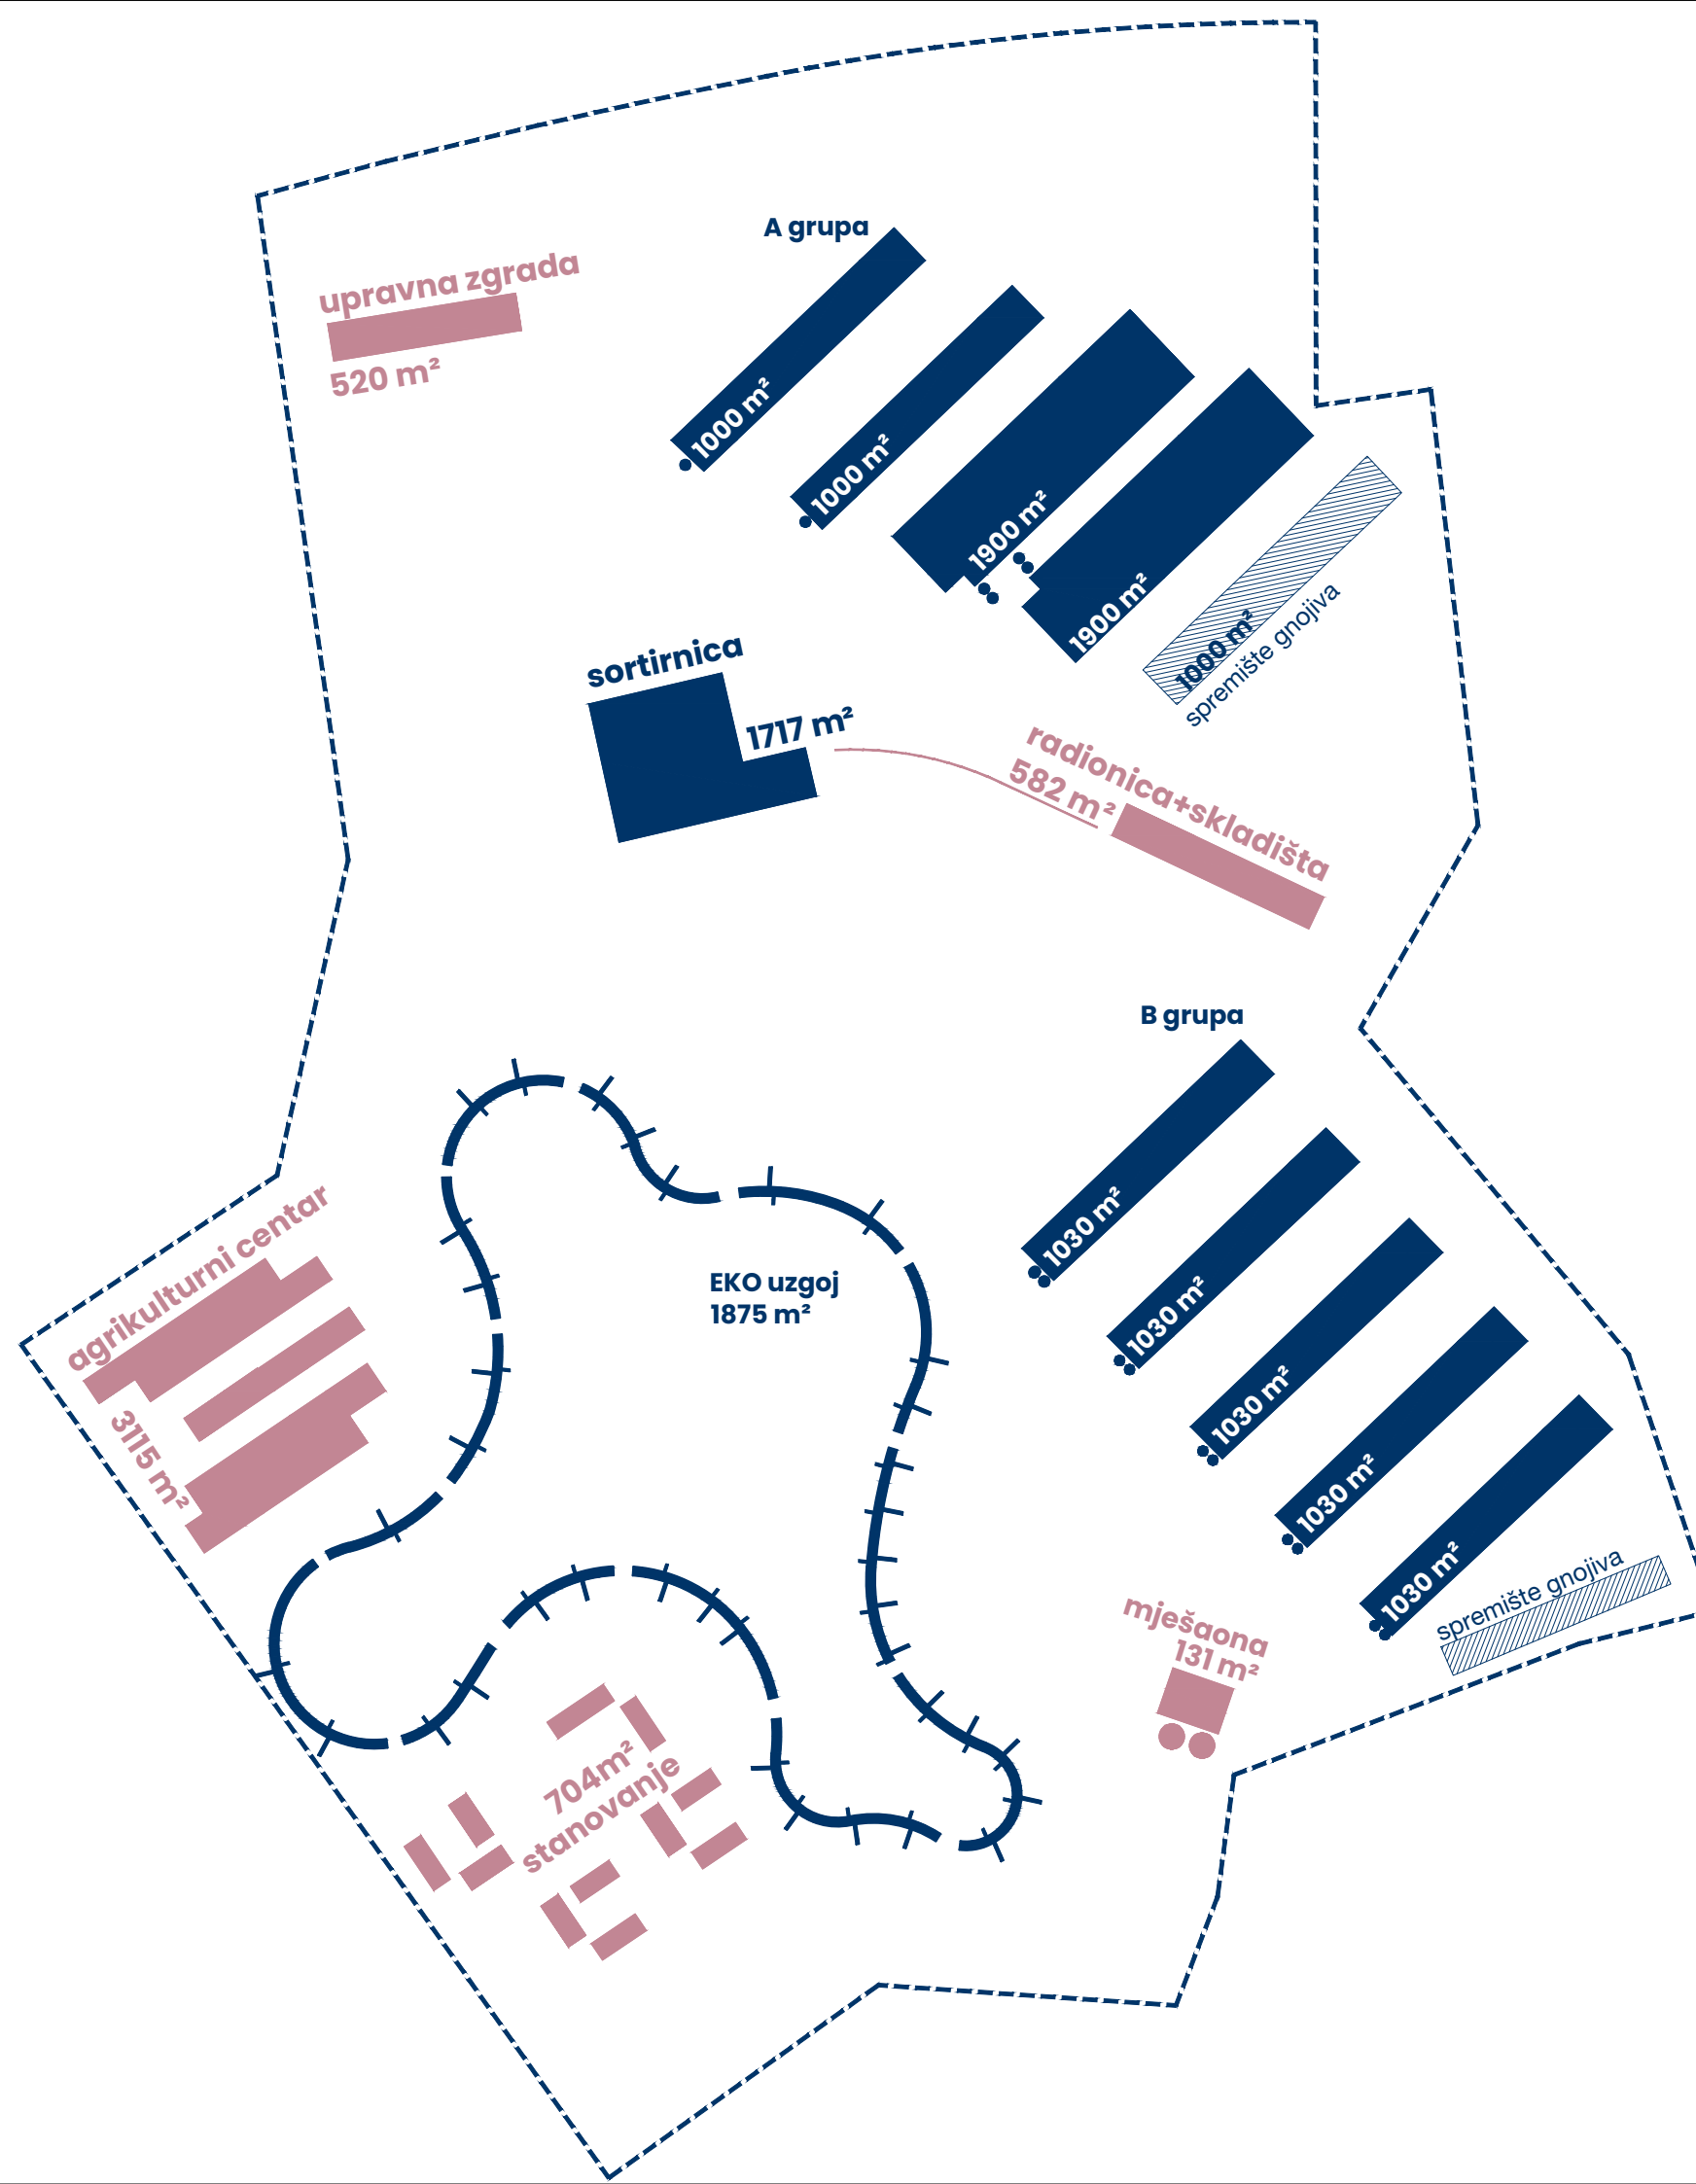 A grupa
upravna zgrada
520 m²
1000 m²
1000 m²
1900 m²
1900 m²
1000 m²
spremište gnojiva
sortirnica
1717 m²
radionica+skladišta
582 m²
B grupa
1030 m²
1030 m²
1030 m²
1030 m²
1030 m²
spremište gnojiva
EKO uzgoj
1875 m²
agrikulturni centar
3115 m²
mješaona
131 m²
704m²
stanovanje